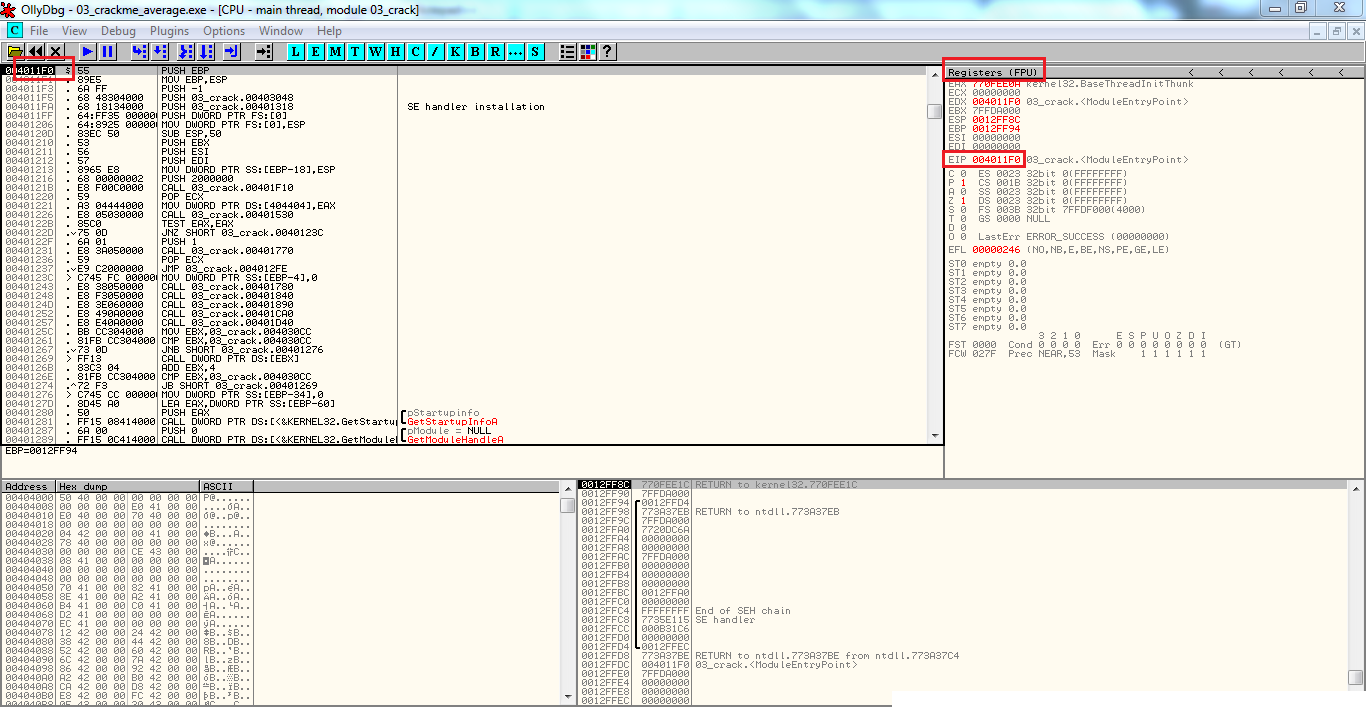 OllyDbg - 03_crackme_average.exe - [CPU - main thread, module 03_crack]
C File View Debug Plugins Options Window Help
L E M T W H C / K B R ... S ?
004011F0 $ 55 PUSH EBP
004011F1 . 89E5 MOV EBP,ESP
004011F3 . 6A FF PUSH -1
004011F5 . 68 48304000 PUSH 03_crack.00403048
004011FA . 68 18134000 PUSH 03_crack.00401318 SE handler installation
004011FF . 64:FF35 00000 MOV DWORD PTR FS:[0]
00401206 . 64:8925 00000 MOV DWORD PTR FS:[0],ESP
0040120D . 83EC 50 SUB ESP,50
00401210 . 53 PUSH EBX
00401211 . 56 PUSH ESI
00401212 . 57 PUSH EDI
00401213 . 8965 E8 MOV DWORD PTR SS:[EBP-18],ESP
00401216 . 68 00000002 PUSH 2000000
0040121B . E8 F00C0000 CALL 03_crack.00401F10
00401220 . 59 POP ECX
00401221 . A3 04444000 MOV DWORD PTR DS:[404404],EAX
00401226 . E8 05030000 CALL 03_crack.00401530
0040122B . 85C0 TEST EAX,EAX
0040122D .v75 0D JNZ SHORT 03_crack.0040123C
0040122F . 6A 01 PUSH 1
00401231 . E8 3A050000 CALL 03_crack.00401770
00401236 . 59 POP ECX
00401237 .vE9 C2000000 JMP 03_crack.004012FE
0040123C > C745 FC 00000 MOV DWORD PTR SS:[EBP-4],0
00401243 . E8 38050000 CALL 03_crack.00401780
00401248 . E8 F3050000 CALL 03_crack.00401840
0040124D . E8 3E060000 CALL 03_crack.00401890
00401252 . E8 490A0000 CALL 03_crack.00401CA0
00401257 . E8 E40A0000 CALL 03_crack.00401D40
0040125C . BB CC304000 MOV EBX,03_crack.004030CC
00401261 . 81FB CC304000 CMP EBX,03_crack.004030CC
00401267 .v73 0D JNB SHORT 03_crack.00401276
00401269 > FF13 CALL DWORD PTR DS:[EBX]
0040126B . 83C3 04 ADD EBX,4
0040126E . 81FB CC304000 CMP EBX,03_crack.004030CC
00401274 .^72 F3 JB SHORT 03_crack.00401269
00401276 > C745 CC 00000 MOV DWORD PTR SS:[EBP-34],0
0040127D . 8D45 A0 LEA EAX,DWORD PTR SS:[EBP-60]
00401280 . 50 PUSH EAX pStartupinfo
00401281 . FF15 08414000 CALL DWORD PTR DS:[<&KERNEL32.GetStartu GetStartupInfoA
00401287 . 6A 00 PUSH 0 pModule = NULL
00401289 . FF15 0C414000 CALL DWORD PTR DS:[<&KERNEL32.GetModule GetModuleHandleA
EBP=0012FF94
Registers (FPU) < < < < < <
EAX 770FEE0A kernel32.BaseThreadInitThunk
ECX 00000000
EDX 004011F0 03_crack.<ModuleEntryPoint>
EBX 7FFDA000
ESP 0012FF8C
EBP 0012FF94
ESI 00000000
EDI 00000000
EIP 004011F0 03_crack.<ModuleEntryPoint>
C 0 ES 0023 32bit 0(FFFFFFFF)
P 1 CS 001B 32bit 0(FFFFFFFF)
A 0 SS 0023 32bit 0(FFFFFFFF)
Z 1 DS 0023 32bit 0(FFFFFFFF)
S 0 FS 003B 32bit 7FFDF000(4000)
T 0 GS 0000 NULL
D 0
O 0 LastErr ERROR_SUCCESS (00000000)
EFL 00000246 (NO,NB,E,BE,NS,PE,GE,LE)
ST0 empty 0.0
ST1 empty 0.0
ST2 empty 0.0
ST3 empty 0.0
ST4 empty 0.0
ST5 empty 0.0
ST6 empty 0.0
ST7 empty 0.0
3 2 1 0 E S P U O Z D I
FST 0000 Cond 0 0 0 0 Err 0 0 0 0 0 0 0 0 (GT)
FCW 027F Prec NEAR,53 Mask 1 1 1 1 1 1
Address Hex dump ASCII
00404000 50 40 00 00 00 00 00 00 P@......
00404008 00 00 00 00 E0 41 00 00
00404010 E0 40 00 00 70 40 00 00
00404018 00 00 00 00 00 00 00 00 ........
00404020 04 42 00 00 00 41 00 00
00404028 78 40 00 00 00 00 00 00 x@......
00404030 00 00 00 00 CE 43 00 00
00404038 08 41 00 00 00 00 00 00
00404040 00 00 00 00 00 00 00 00 ........
00404048 00 00 00 00 00 00 00 00 ........
00404050 70 41 00 00 82 41 00 00 pA..éA..
00404058 8E 41 00 00 A2 41 00 00
00404060 B4 41 00 00 C0 41 00 00
00404068 D2 41 00 00 00 00 00 00
00404070 EC 41 00 00 00 00 00 00
00404078 12 42 00 00 24 42 00 00
00404080 38 42 00 00 44 42 00 00 8B..DB..
00404088 52 42 00 00 60 42 00 00 RB..`B..
00404090 6C 42 00 00 7A 42 00 00 lB..zB..
00404098 86 42 00 00 92 42 00 00
004040A0 A2 42 00 00 B0 42 00 00
004040A8 CA 42 00 00 D8 42 00 00
004040B0 E8 42 00 00 FC 42 00 00
0012FF8C 770FEE1C RETURN to kernel32.770FEE1C
0012FF90 7FFDA000
0012FF94 0012FFD4
0012FF98 773A37EB RETURN to ntdll.773A37EB
0012FF9C 7FFDA000
0012FFA0 7720DC6A
0012FFA4 00000000
0012FFA8 00000000
0012FFAC 7FFDA000
0012FFB0 00000000
0012FFB4 00000000
0012FFB8 00000000
0012FFBC 0012FFA0
0012FFC0 00000000
0012FFC4 FFFFFFFF End of SEH chain
0012FFC8 7735E115 SE handler
0012FFCC 000B31C6
0012FFD0 00000000
0012FFD4 0012FFEC
0012FFD8 773A37BE RETURN to ntdll.773A37BE from ntdll.773A37C4
0012FFDC 004011F0 03_crack.<ModuleEntryPoint>
0012FFE0 7FFDA000
0012FFE4 00000000
0012FFE8 00000000
0012FFEC 00000000